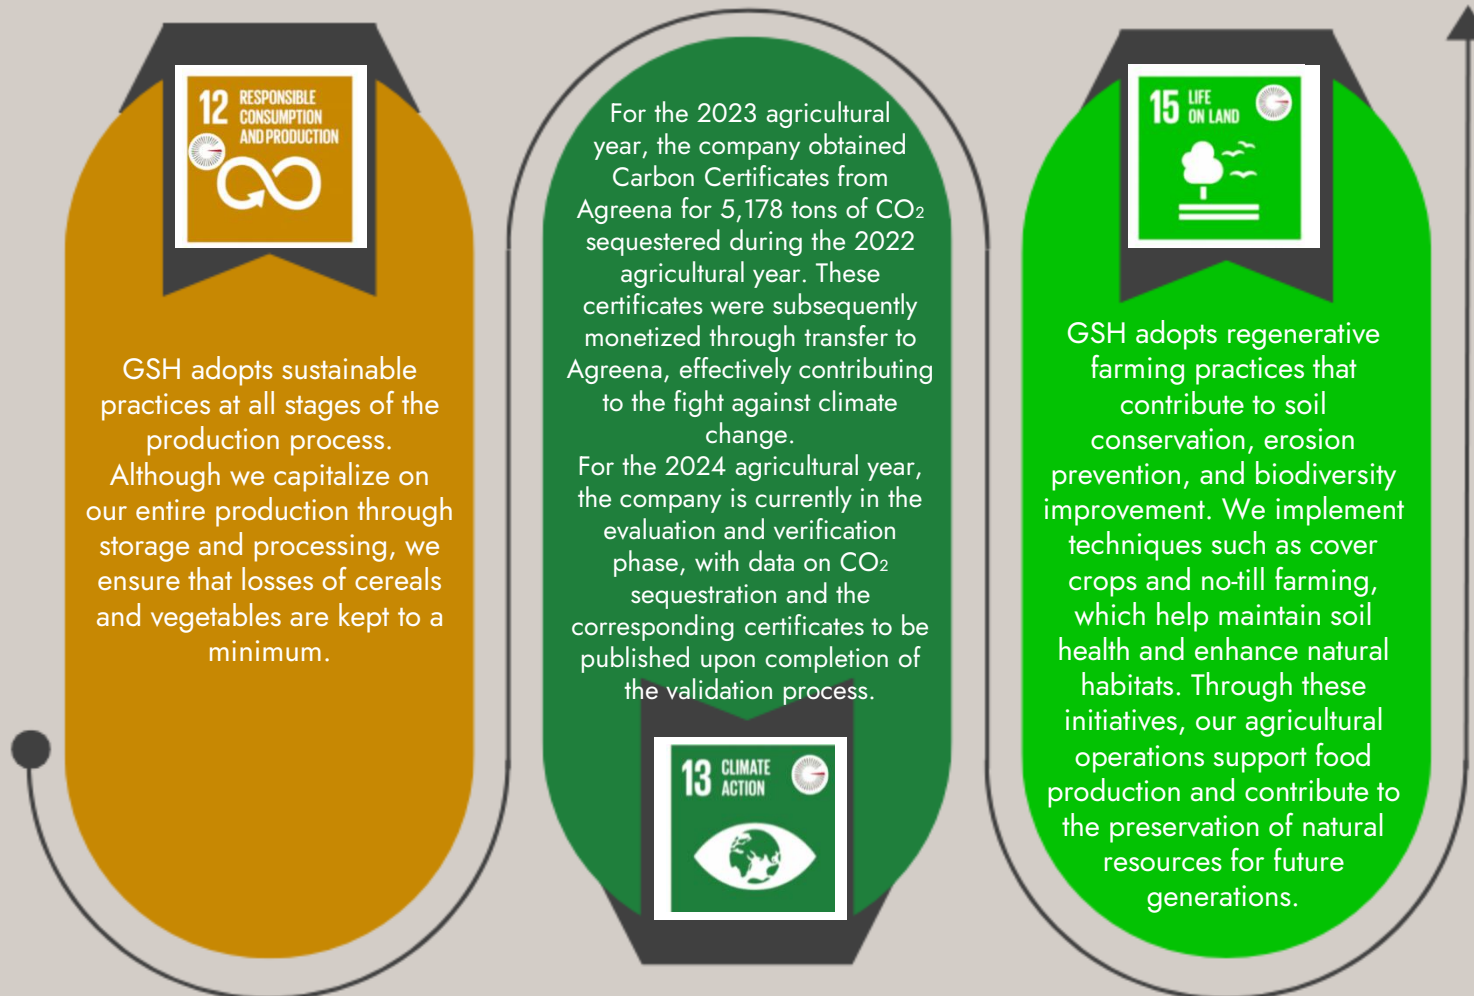 12 RESPONSIBLE
CONSUMPTION
AND PRODUCTION
GSH adopts sustainable
practices at all stages of the
production process.
Although we capitalize on
our entire production through
storage and processing, we
ensure that losses of cereals
and vegetables are kept to a
minimum.
For the 2023 agricultural
year, the company obtained
Carbon Certificates from
Agreena for 5,178 tons of CO₂
sequestered during the 2022
agricultural year. These
certificates were subsequently
monetized through transfer to
Agreena, effectively contributing
to the fight against climate
change.
For the 2024 agricultural year,
the company is currently in the
evaluation and verification
phase, with data on CO₂
sequestration and the
corresponding certificates to be
published upon completion of
the validation process.
13 CLIMATE
ACTION
15 LIFE
ON LAND
GSH adopts regenerative
farming practices that
contribute to soil
conservation, erosion
prevention, and biodiversity
improvement. We implement
techniques such as cover
crops and no-till farming,
which help maintain soil
health and enhance natural
habitats. Through these
initiatives, our agricultural
operations support food
production and contribute to
the preservation of natural
resources for future
generations.